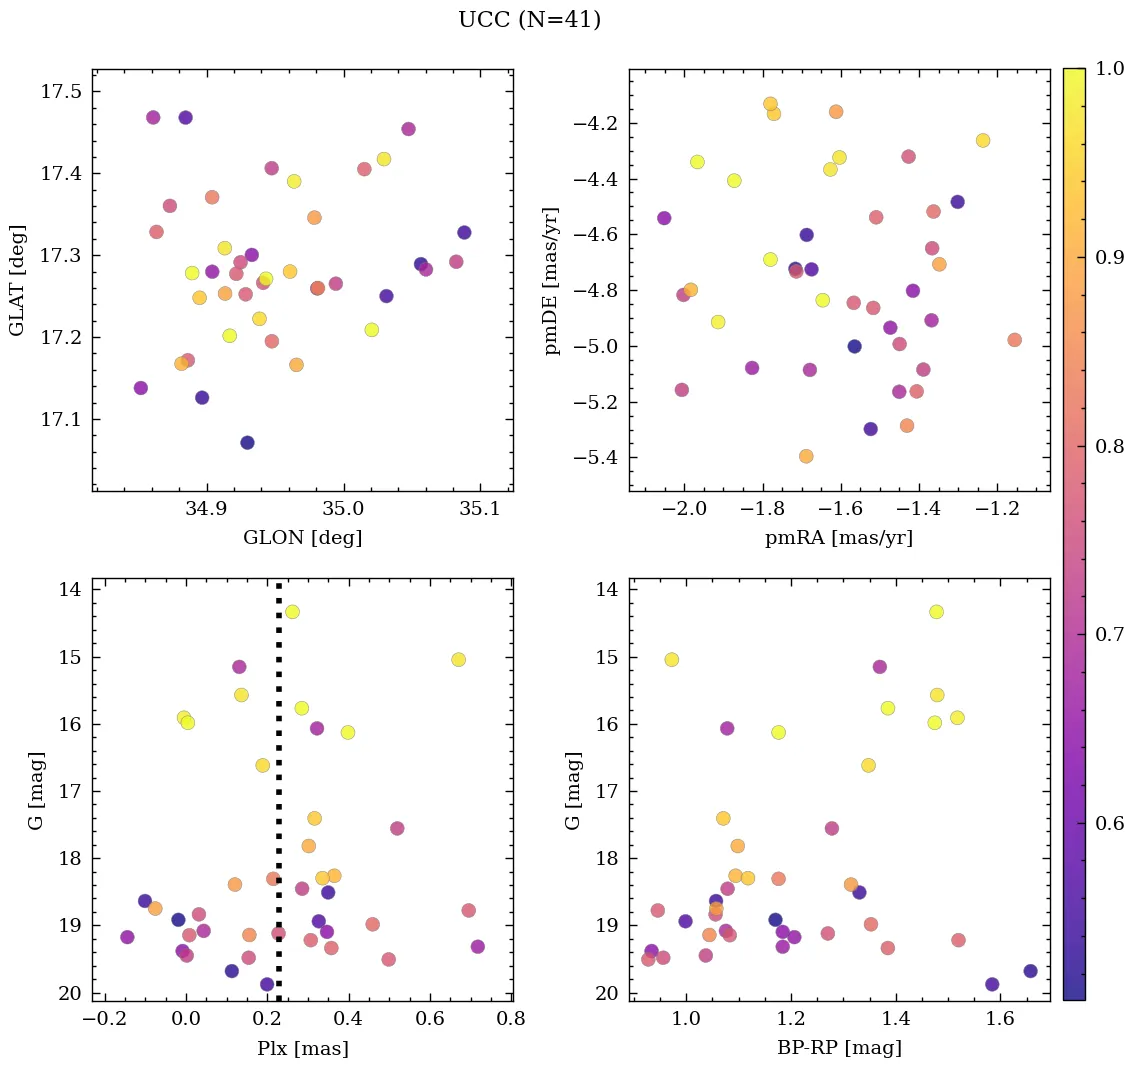 UCC (N=41)
17.5
17.4
17.3
17.2
17.1
GLAT [deg]
34.9 35.0 35.1
GLON [deg]
−4.2
−4.4
−4.6
−4.8
−5.0
−5.2
−5.4
pmDE [mas/yr]
−2.0 −1.8 −1.6 −1.4 −1.2
pmRA [mas/yr]
1.0
0.9
0.8
0.7
0.6
14
15
16
17
18
19
20
G [mag]
−0.2 0.0 0.2 0.4 0.6 0.8
Plx [mas]
14
15
16
17
18
19
20
G [mag]
1.0 1.2 1.4 1.6
BP-RP [mag]